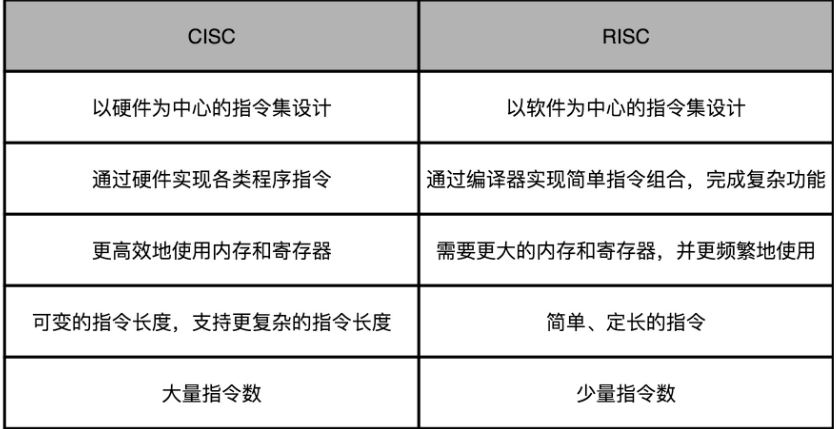 CISC
RISC
以硬件为中心的指令集设计
以软件为中心的指令集设计
通过硬件实现各类程序指令
通过编译器实现简单指令组合，完成复杂功能
更高效地使用内存和寄存器
需要更大的内存和寄存器，并更频繁地使用
可变的指令长度，支持更复杂的指令长度
简单、定长的指令
大量指令数
少量指令数